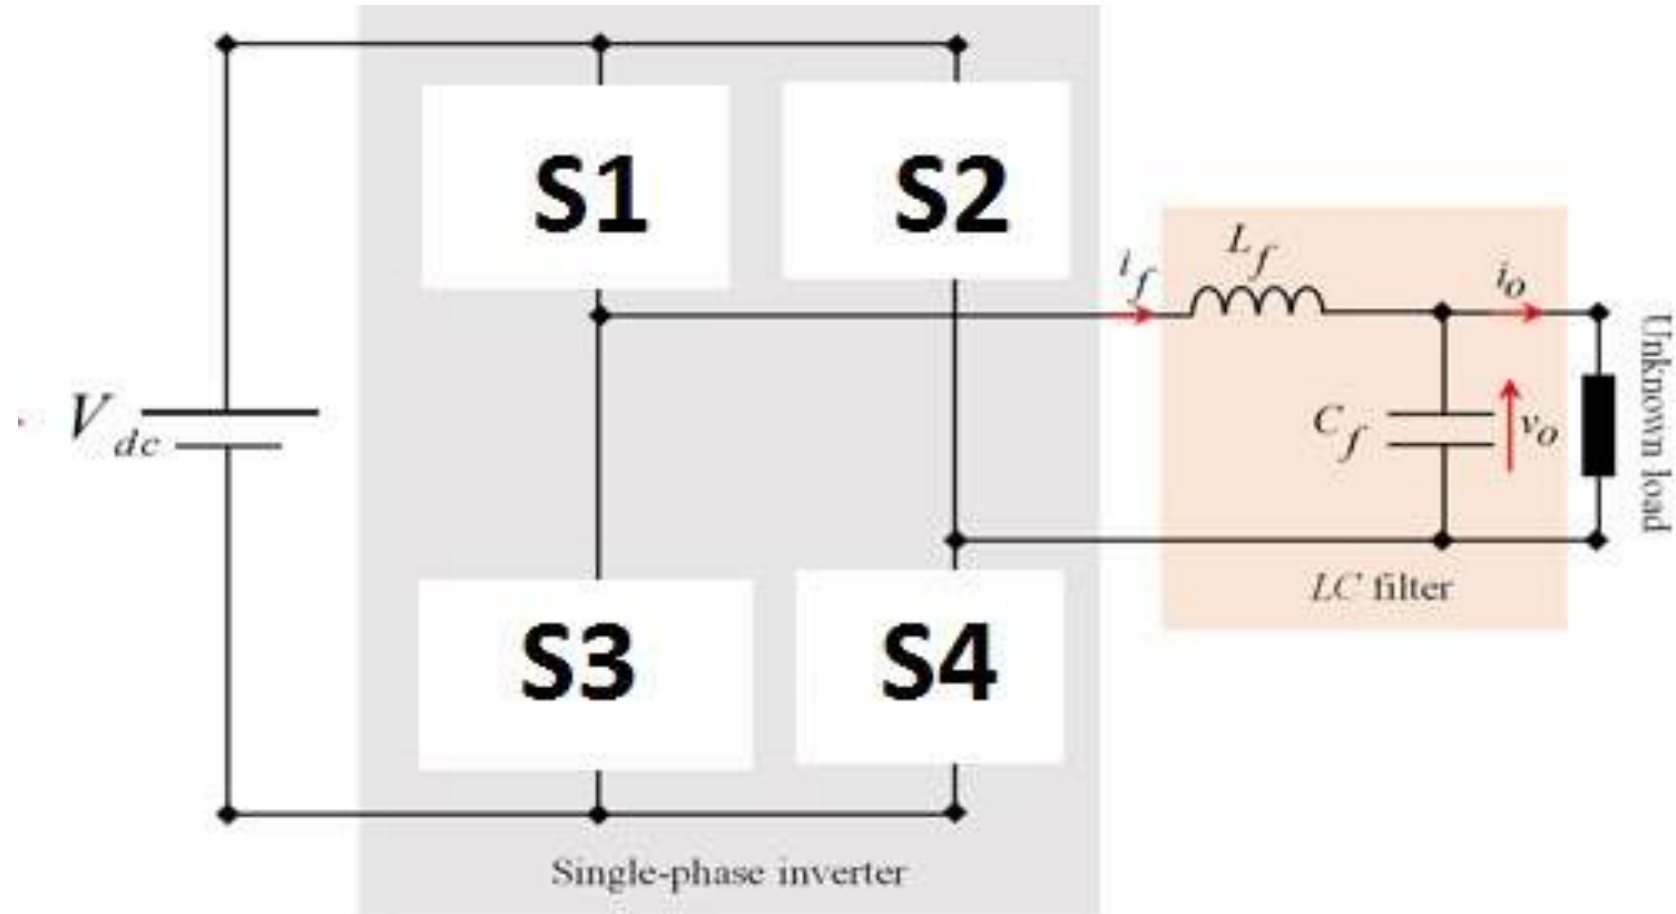 S1
S2
L_f
i_f
i_o
V_dc
C_f
v_o
Unknown load
LC filter
S3
S4
Single-phase inverter